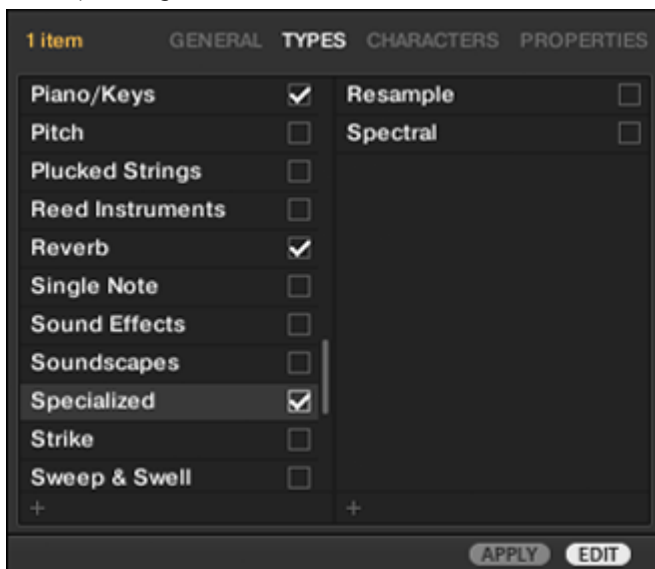 1 item GENERAL TYPES CHARACTERS PROPERTIES
Piano/Keys
Pitch
Plucked Strings
Reed Instruments
Reverb
Single Note
Sound Effects
Soundscapes
Specialized
Strike
Sweep & Swell
+
Resample
Spectral
+
APPLY EDIT